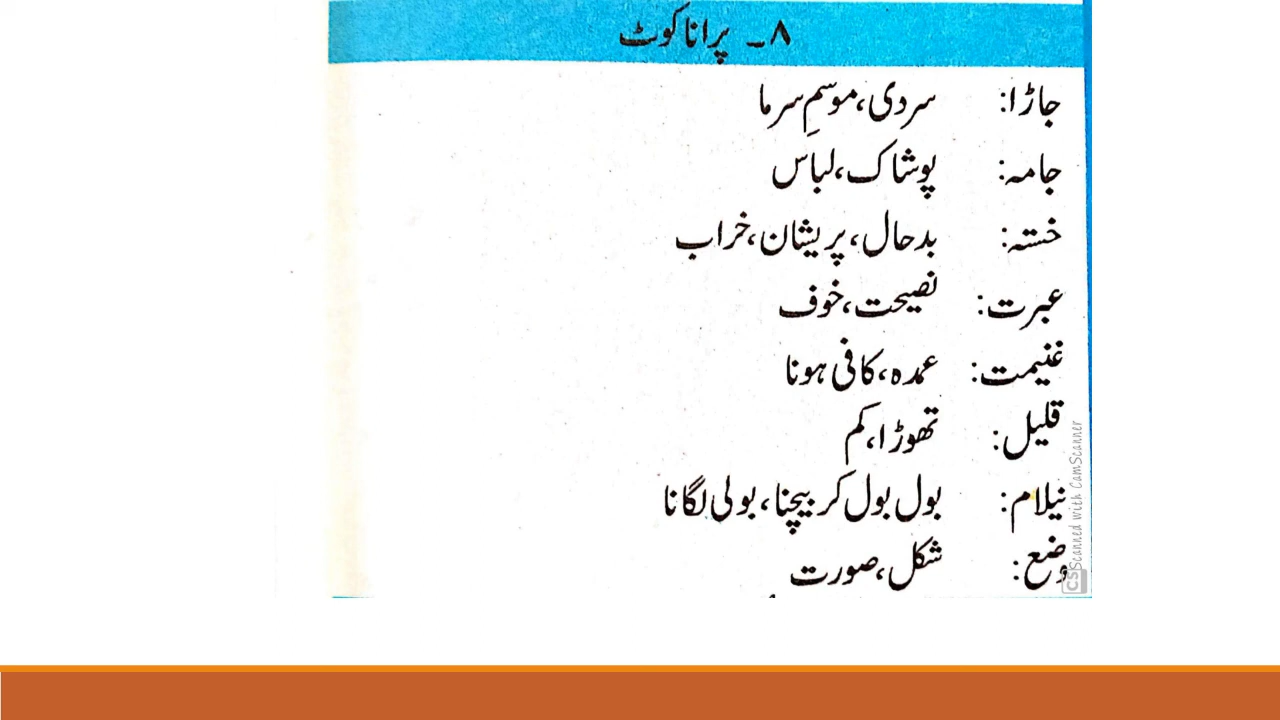 ۸۔ پرانا کوٹ
جاڑا: سردی، موسمِ سرما
جامہ: پوشاک، لباس
خستہ: بدحال، پریشان، خراب
عبرت: نصیحت، خوف
غنیمت: عمدہ، کافی ہونا
قلیل: تھوڑا، کم
نیلام: بول بول کر بیچنا، بولی لگانا
وضع: شکل، صورت
CS Scanned with CamScanner